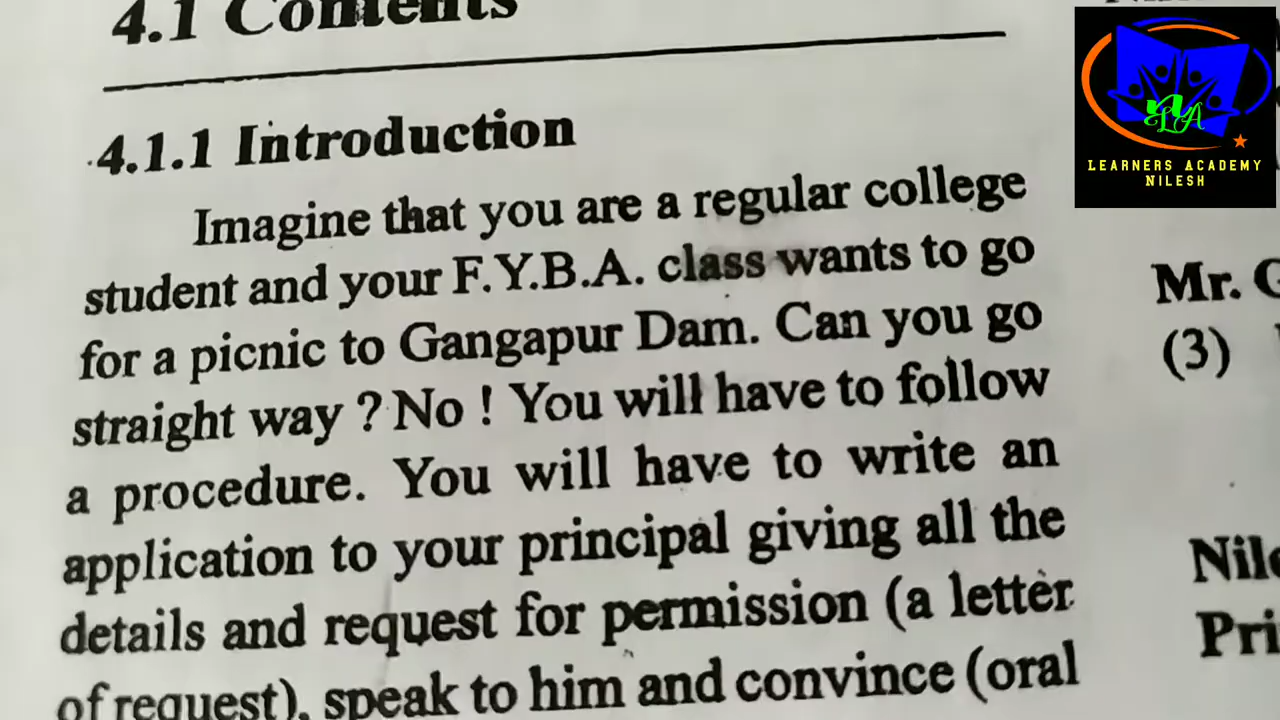 4.1 Contents
4.1.1 Introduction
Imagine that you are a regular college
student and your F.Y.B.A. class wants to go
for a picnic to Gangapur Dam. Can you go
straight way ? No ! You will have to follow
a procedure. You will have to write an
application to your principal giving all the
details and request for permission (a letter
of request), speak to him and convince (oral
LEARNERS ACADEMY
NILESH
LA
Mr. G
(3)
Nile
Pri